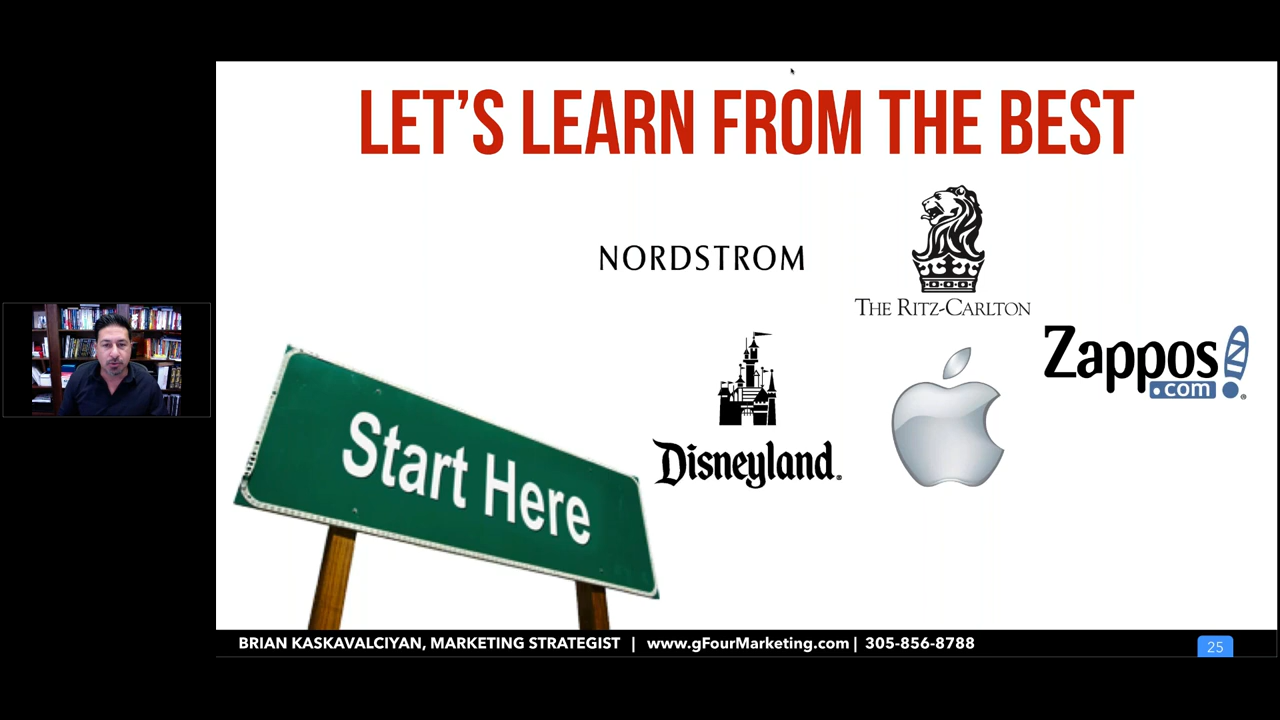 LET'S LEARN FROM THE BEST
NORDSTROM
THE RITZ-CARLTON
Zappos
.com
Disneyland®
Start Here
BRIAN KASKAVALCIYAN, MARKETING STRATEGIST | www.gFourMarketing.com | 305-856-8788
25